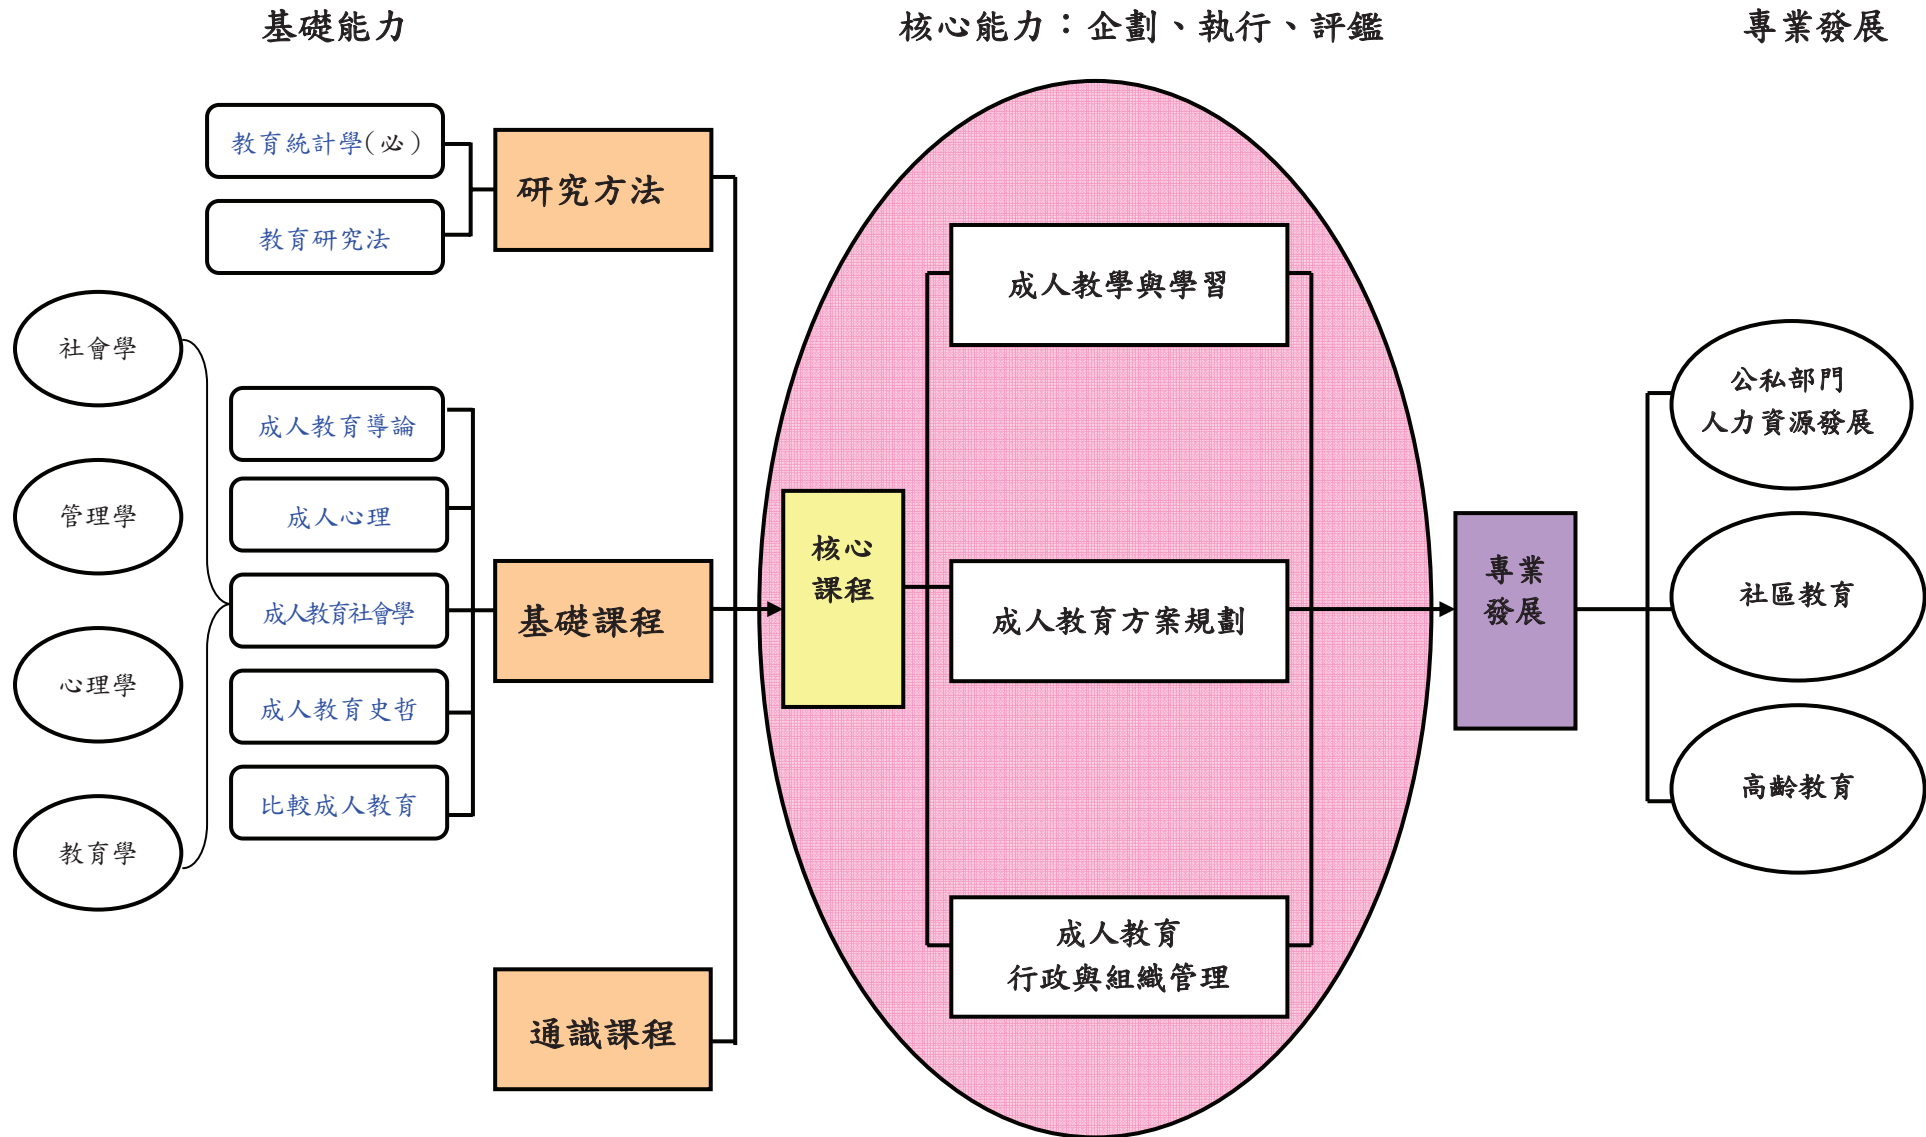 基礎能力
核心能力：企劃、執行、評鑑
專業發展
教育統計學(必)
教育研究法
研究方法
社會學
管理學
心理學
教育學
成人教育導論
成人心理
成人教育社會學
成人教育史哲
比較成人教育
基礎課程
通識課程
核心
課程
成人教學與學習
成人教育方案規劃
成人教育
行政與組織管理
專業
發展
公私部門
人力資源發展
社區教育
高齡教育